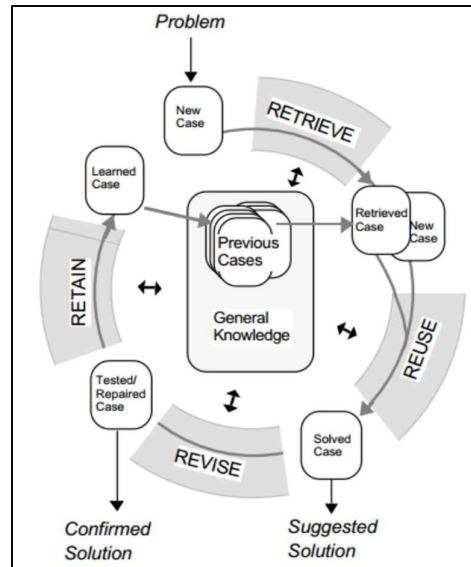 Problem
New
Case
RETRIEVE
Learned
Case
Retrieved
Case
New
Case
Previous
Cases
General
Knowledge
RETAIN
REUSE
Tested/
Repaired
Case
REVISE
Solved
Case
Confirmed
Solution
Suggested
Solution